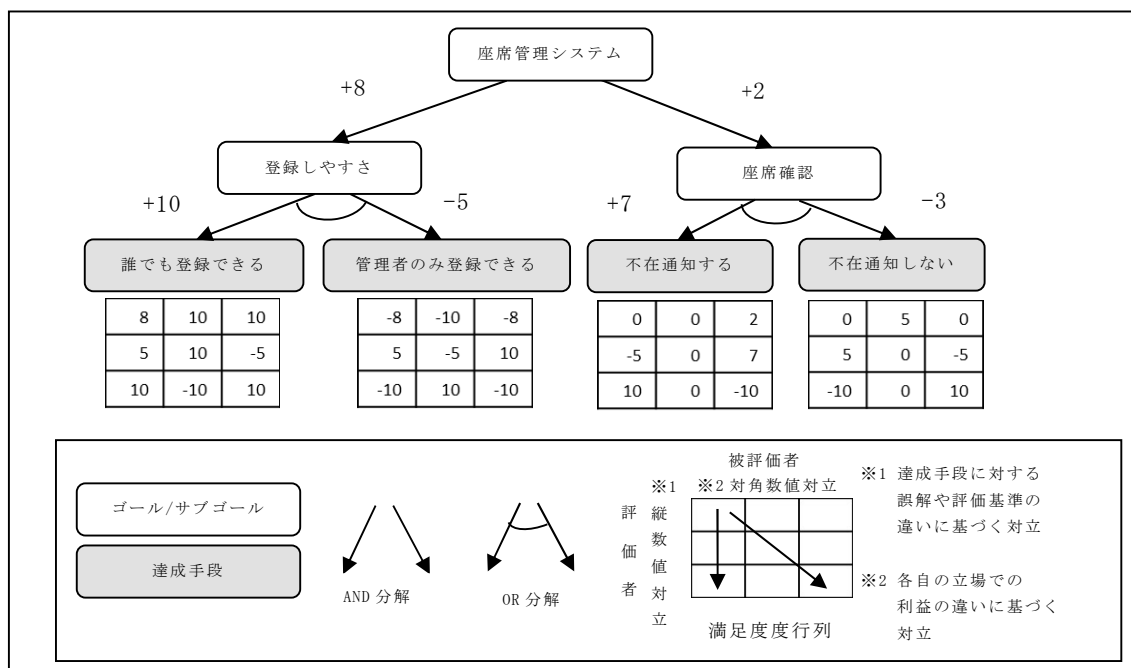 座席管理システム
+8
+2
登録しやすさ
座席確認
+10
-5
+7
-3
誰でも登録できる
管理者のみ登録できる
不在通知する
不在通知しない
8 10 10
5 10 -5
10 -10 10
-8 -10 -8
5 -5 10
-10 10 -10
0 0 2
-5 0 7
10 0 -10
0 5 0
5 0 -5
-10 0 10
ゴール/サブゴール
達成手段
AND 分解
OR 分解
被評価者
※2 対角数値対立
※1
縦数値対立
評価者
満足度度行列
※1 達成手段に対する
誤解や評価基準の
違いに基づく対立
※2 各自の立場での
利益の違いに基づく
対立